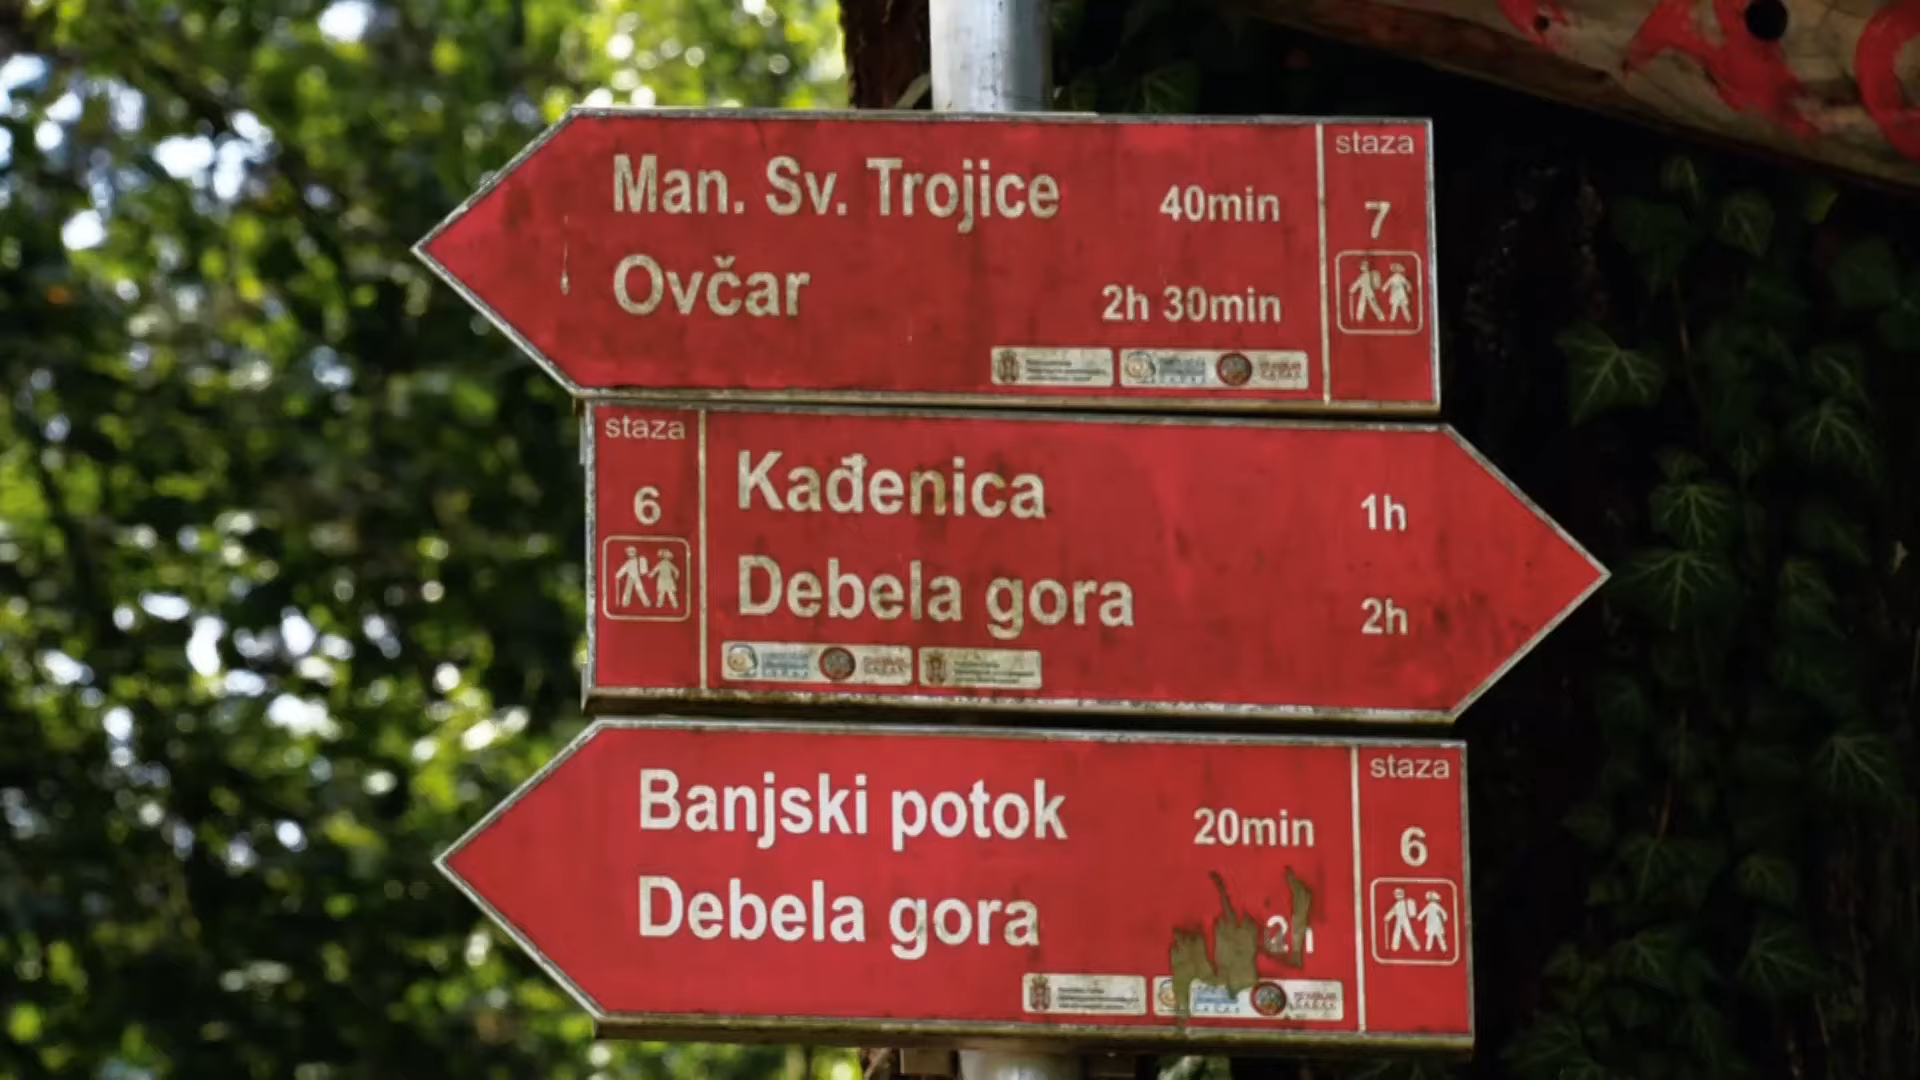 staza
Man. Sv. Trojice 40min
7
Ovčar 2h 30min
staza
Kađenica 1h
6
Debela gora 2h
staza
Banjski potok 20min
6
Debela gora 2h